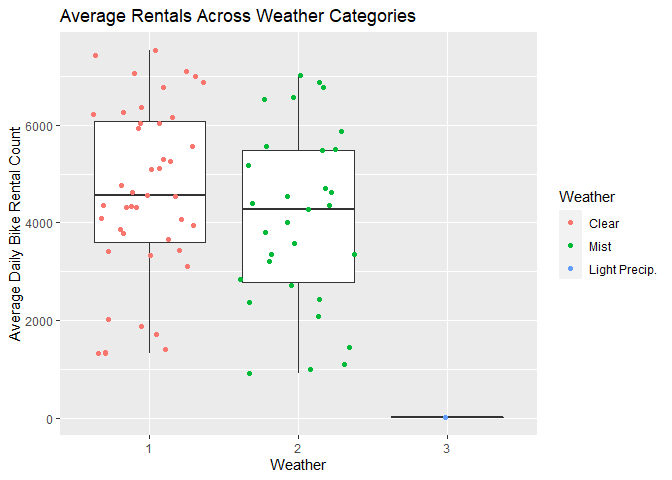 Average Rentals Across Weather Categories
Average Daily Bike Rental Count
6000
4000
2000
0
1
2
3
Weather
Weather
Clear
Mist
Light Precip.